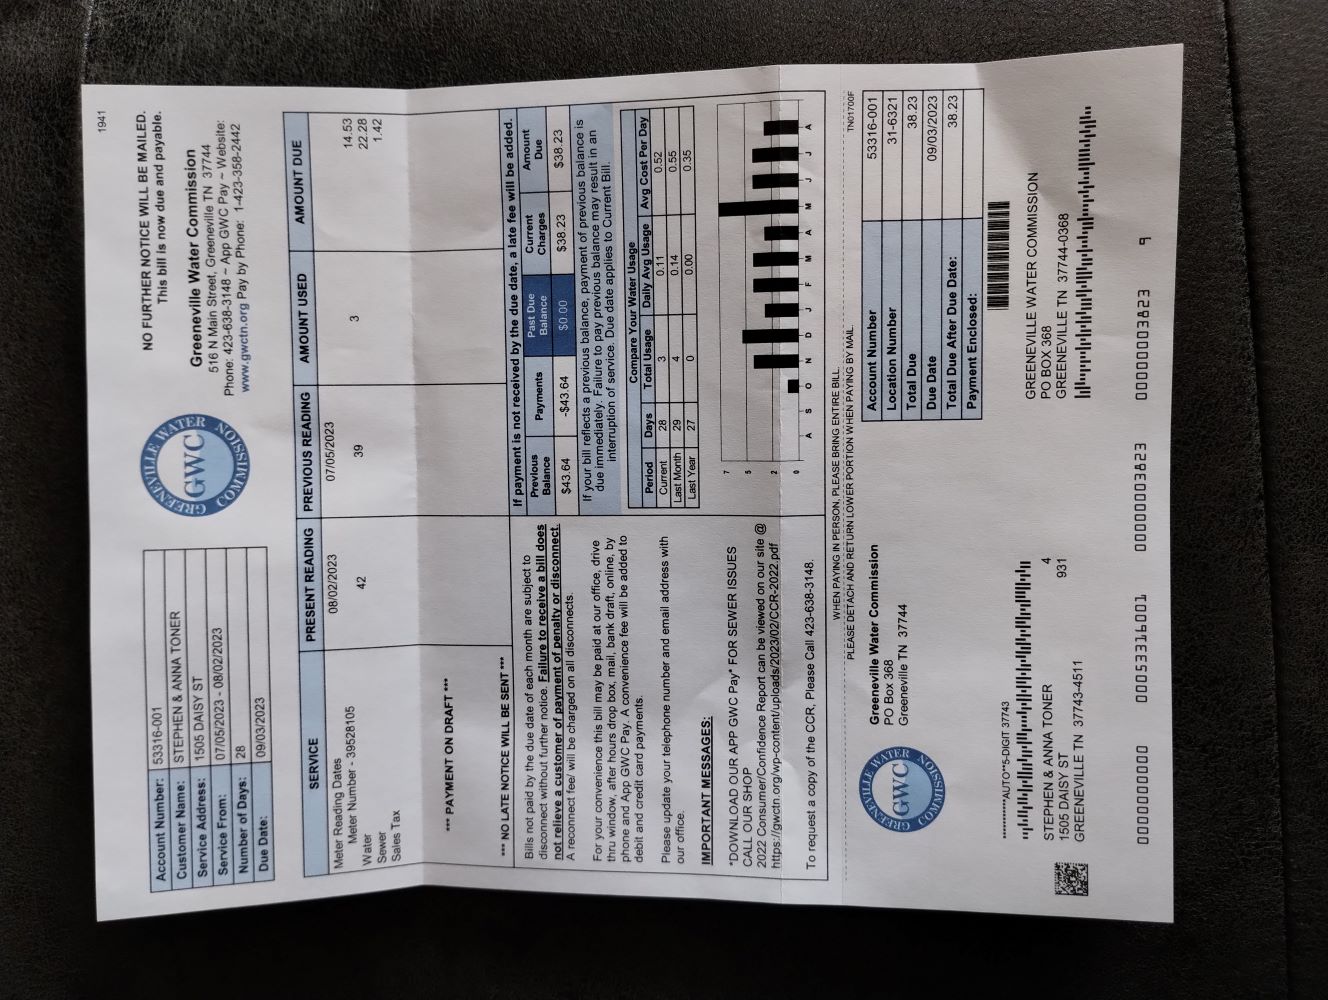 1941
Account Number: 53316-001
Customer Name: STEPHEN & ANNA TONER
Service Address: 1505 DAISY ST
Service From: 07/05/2023 - 08/02/2023
Number of Days: 28
Due Date: 09/03/2023
GREENEVILLE WATER
GWC
COMMISSION
NO FURTHER NOTICE WILL BE MAILED.
This bill is now due and payable.
Greeneville Water Commission
516 N Main Street, Greeneville TN 37744
Phone: 423-638-3148 ~ App GWC Pay ~ Website:
www.gwctn.org Pay by Phone: 1-423-358-2442
SERVICE PRESENT READING PREVIOUS READING AMOUNT USED AMOUNT DUE
Meter Reading Dates 08/02/2023 07/05/2023
Meter Number - 39528105
Water 42 39 3 14.53
Sewer 22.28
Sales Tax 1.42
*** PAYMENT ON DRAFT ***
*** NO LATE NOTICE WILL BE SENT ***
Bills not paid by the due date of each month are subject to
disconnect without further notice. Failure to receive a bill does
not relieve a customer of payment of penalty or disconnect.
A reconnect fee/ will be charged on all disconnects.
For your convenience this bill may be paid at our office, drive
thru window, after hours drop box, mail, bank draft, online, by
phone and App GWC Pay. A convenience fee will be added to
debit and credit card payments.
Please update your telephone number and email address with
our office.
IMPORTANT MESSAGES:
*DOWNLOAD OUR APP GWC Pay* FOR SEWER ISSUES
CALL OUR SHOP
2022 Consumer/Confidence Report can be viewed on our site @
https://gwctn.org/wp-content/uploads/2023/02/CCR-2022.pdf
To request a copy of the CCR, Please Call 423-638-3148.
If payment is not received by the due date, a late fee will be added.
Previous Balance Payments Past Due Balance Current Charges Amount Due
$43.64 -$43.64 $0.00 $38.23 $38.23
If your bill reflects a previous balance, payment of previous balance is
due immediately. Failure to pay previous balance may result in an
interruption of service. Due date applies to Current Bill.
Compare Your Water Usage
Period Days Total Usage Daily Avg Usage Avg Cost Per Day
Current 28 3 0.11 0.52
Last Month 29 4 0.14 0.55
Last Year 27 0 0.00 0.35
7
5
2
0
A S O N D J F M A M J J A
WHEN PAYING IN PERSON, PLEASE BRING ENTIRE BILL.
PLEASE DETACH AND RETURN LOWER PORTION WHEN PAYING BY MAIL.
TN01700F
GREENEVILLE WATER
GWC
COMMISSION
Greeneville Water Commission
PO Box 368
Greeneville TN 37744
Account Number 53316-001
Location Number 31-6321
Total Due 38.23
Due Date 09/03/2023
Total Due After Due Date: 38.23
Payment Enclosed:
***********AUTO**5-DIGIT 37743
STEPHEN & ANNA TONER 4
1505 DAISY ST 931
GREENEVILLE TN 37743-4511
GREENEVILLE WATER COMMISSION
PO BOX 368
GREENEVILLE TN 37744-0368
0000000000 00053316001 00000003823 00000003823 9